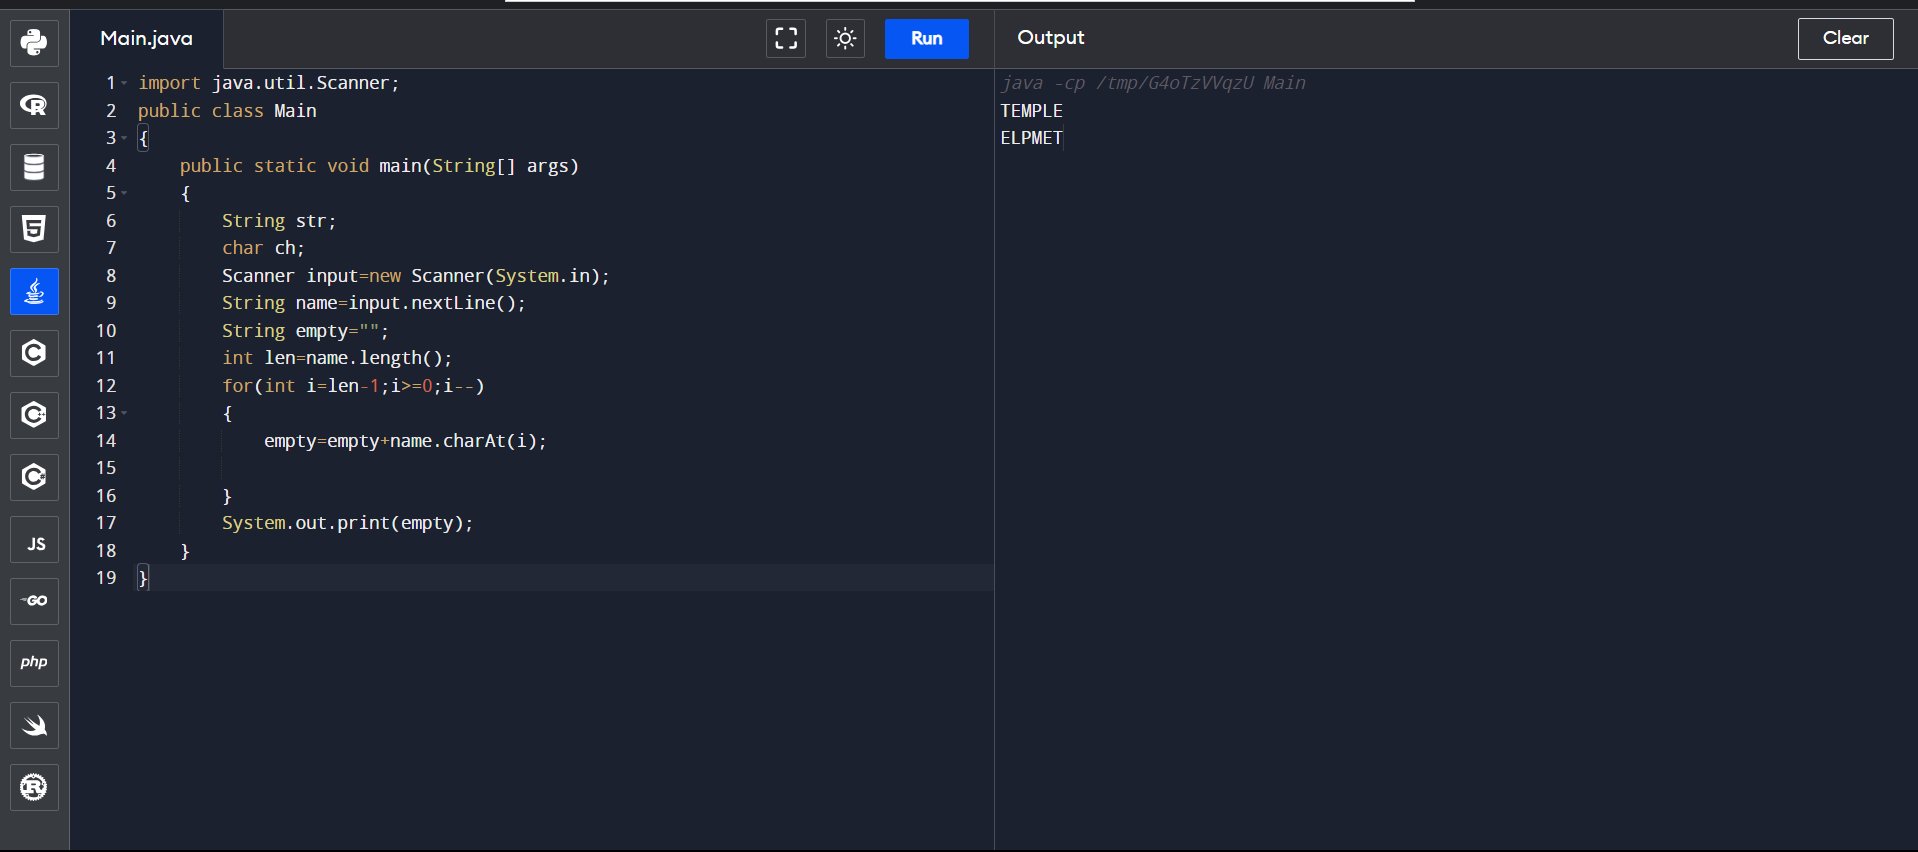 Main.java
Run
Output
Clear
1 import java.util.Scanner;
2 public class Main
3 {
4 public static void main(String[] args)
5 {
6 String str;
7 char ch;
8 Scanner input=new Scanner(System.in);
9 String name=input.nextLine();
10 String empty="";
11 int len=name.length();
12 for(int i=len-1;i>=0;i--)
13 {
14 empty=empty+name.charAt(i);
15
16 }
17 System.out.print(empty);
18 }
19 }
java -cp /tmp/G4oTzVVqzU Main
TEMPLE
ELPMET
R
5
C
C
C
JS
GO
php
R